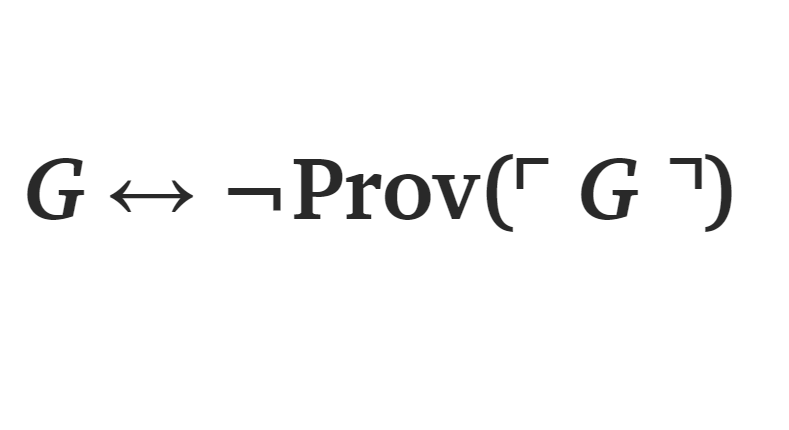 G ↔ ¬Prov(⌜ G ⌝)